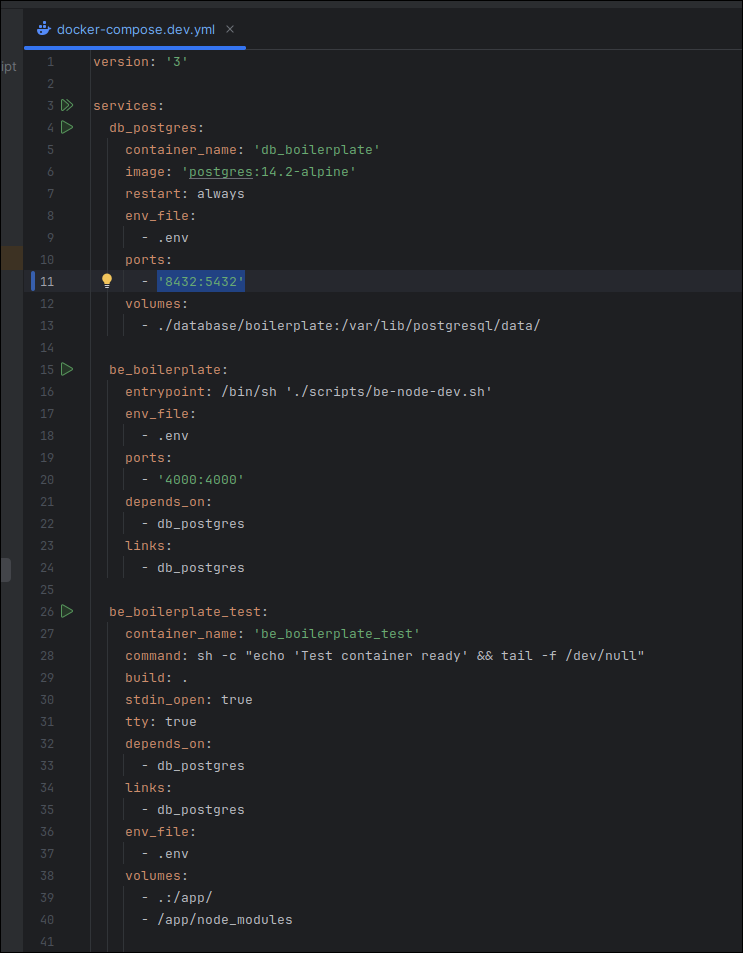 docker-compose.dev.yml ×
ipt
1 version: '3'
2
3 services:
4   db_postgres:
5     container_name: 'db_boilerplate'
6     image: 'postgres:14.2-alpine'
7     restart: always
8     env_file:
9       - .env
10     ports:
11       - '8432:5432'
12     volumes:
13       - ./database/boilerplate:/var/lib/postgresql/data/
14
15   be_boilerplate:
16     entrypoint: /bin/sh './scripts/be-node-dev.sh'
17     env_file:
18       - .env
19     ports:
20       - '4000:4000'
21     depends_on:
22       - db_postgres
23     links:
24       - db_postgres
25
26   be_boilerplate_test:
27     container_name: 'be_boilerplate_test'
28     command: sh -c "echo 'Test container ready' && tail -f /dev/null"
29     build: .
30     stdin_open: true
31     tty: true
32     depends_on:
33       - db_postgres
34     links:
35       - db_postgres
36     env_file:
37       - .env
38     volumes:
39       - .:/app/
40       - /app/node_modules
41